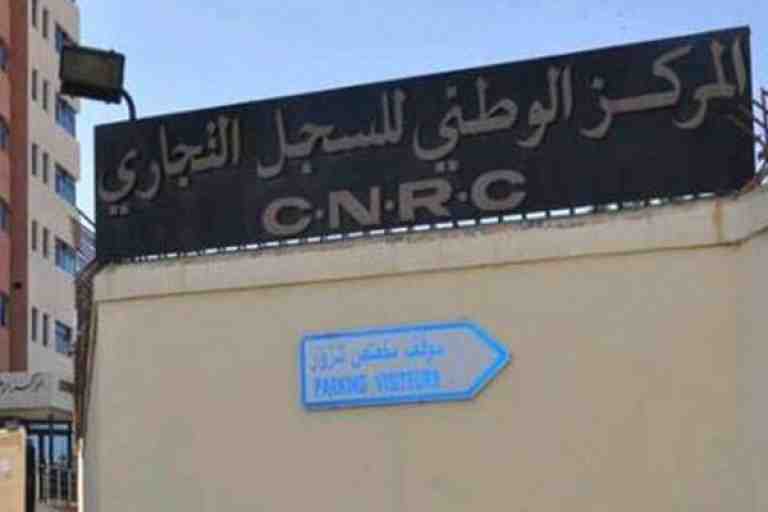 المركز الوطني للسجل التجاري
C.N.R.C
موقف مخصص للزوار
PARKING VISITEURS